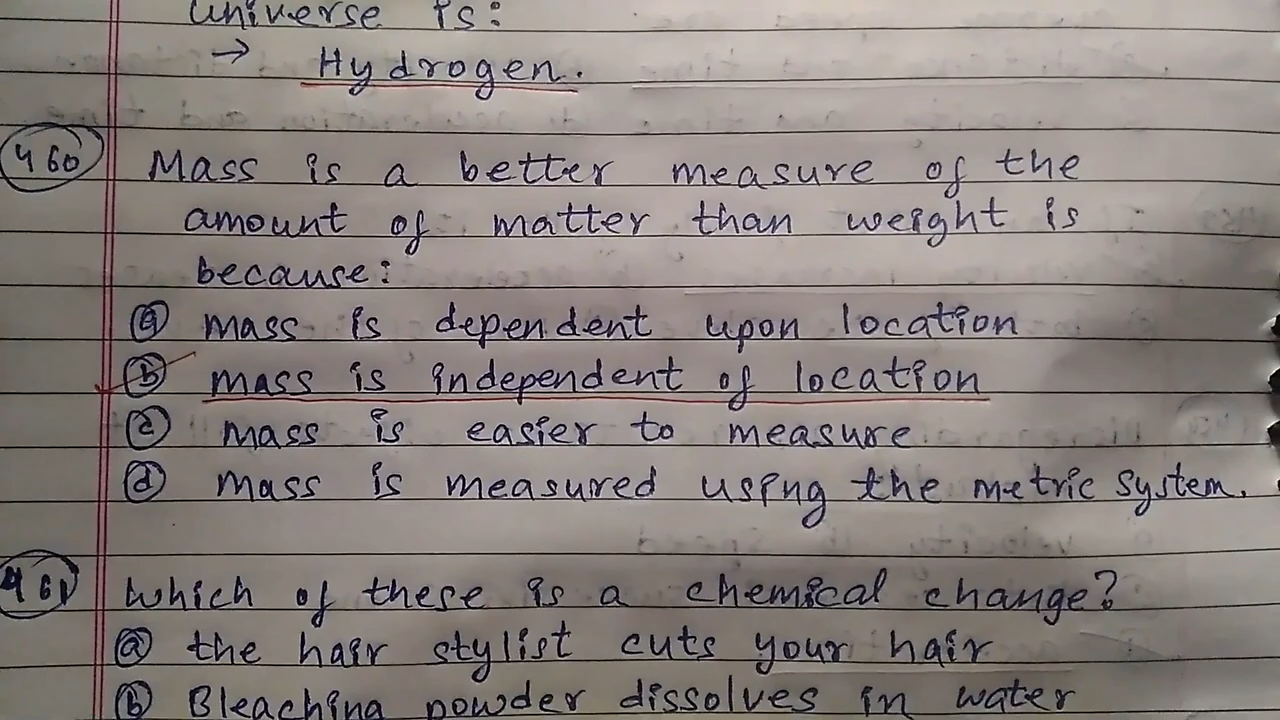 universe is:
→ Hydrogen.
460 Mass is a better measure of the
amount of matter than weight is
because:
a mass is dependent upon location
b mass is independent of location
c mass is easier to measure
d mass is measured using the metric system.
461 which of these is a chemical change?
a the hair stylist cuts your hair
b Bleaching powder dissolves in water